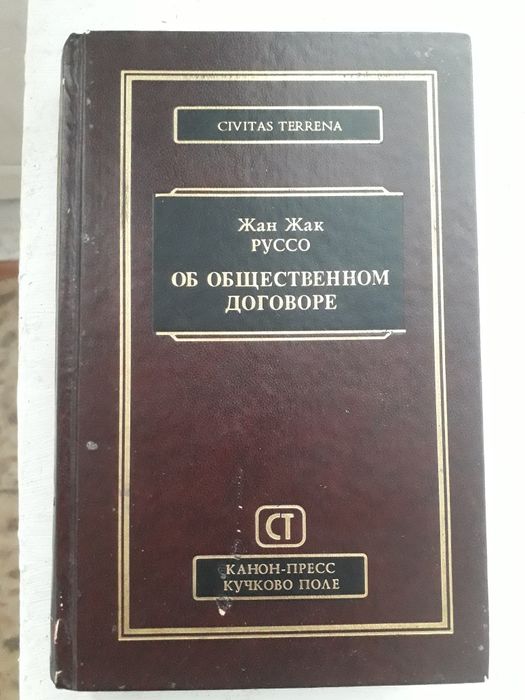 CIVITAS TERRENA
Жан Жак
РУССО
ОБ ОБЩЕСТВЕННОМ
ДОГОВОРЕ
СТ
КАНОН-ПРЕСС
КУЧКОВО ПОЛЕ